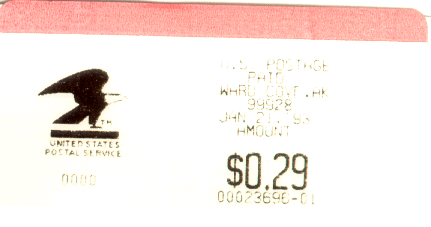 TH
UNITED STATES
POSTAL SERVICE
0000
U.S. POSTAGE
PAID
WARD COVE, AK
99928
JAN 21, '93
AMOUNT
$0.29
00023696-01